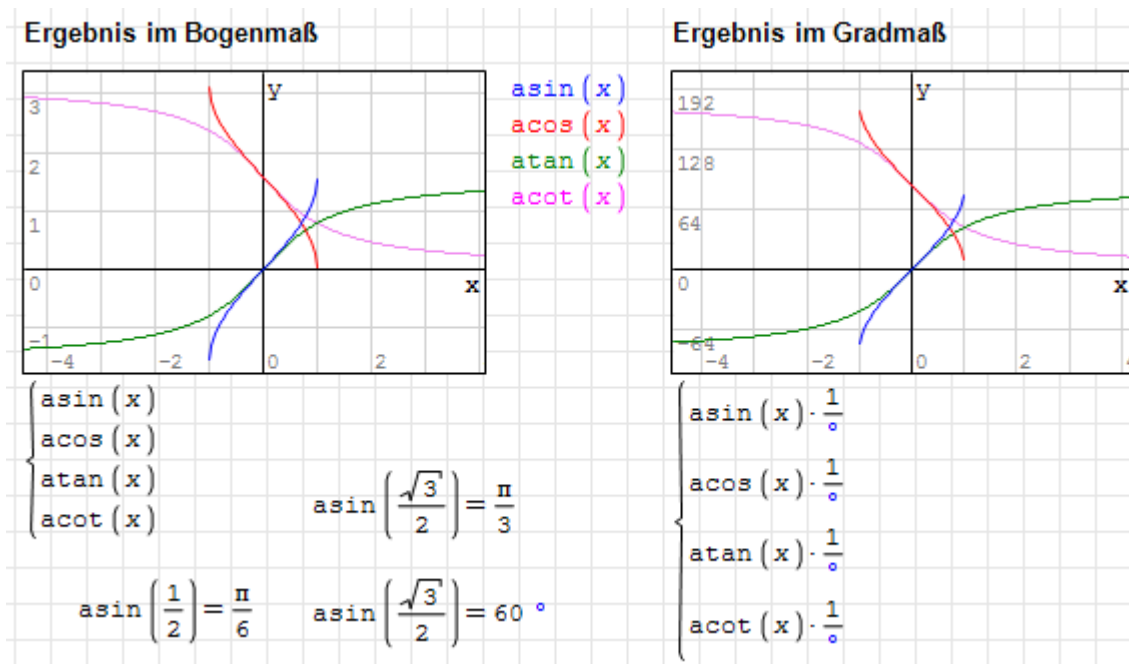 Ergebnis im Bogenmaß
Ergebnis im Gradmaß
y
3
2
1
0
-1
-4
-2
0
2
x
asin(x)
acos(x)
atan(x)
acot(x)
y
192
128
64
0
-64
-4
-2
0
2
x
asin(x)
acos(x)
atan(x)
acot(x)
asin(√3/2)=π/3
asin(1/2)=π/6
asin(√3/2)=60 °
asin(x)·1/°
acos(x)·1/°
atan(x)·1/°
acot(x)·1/°